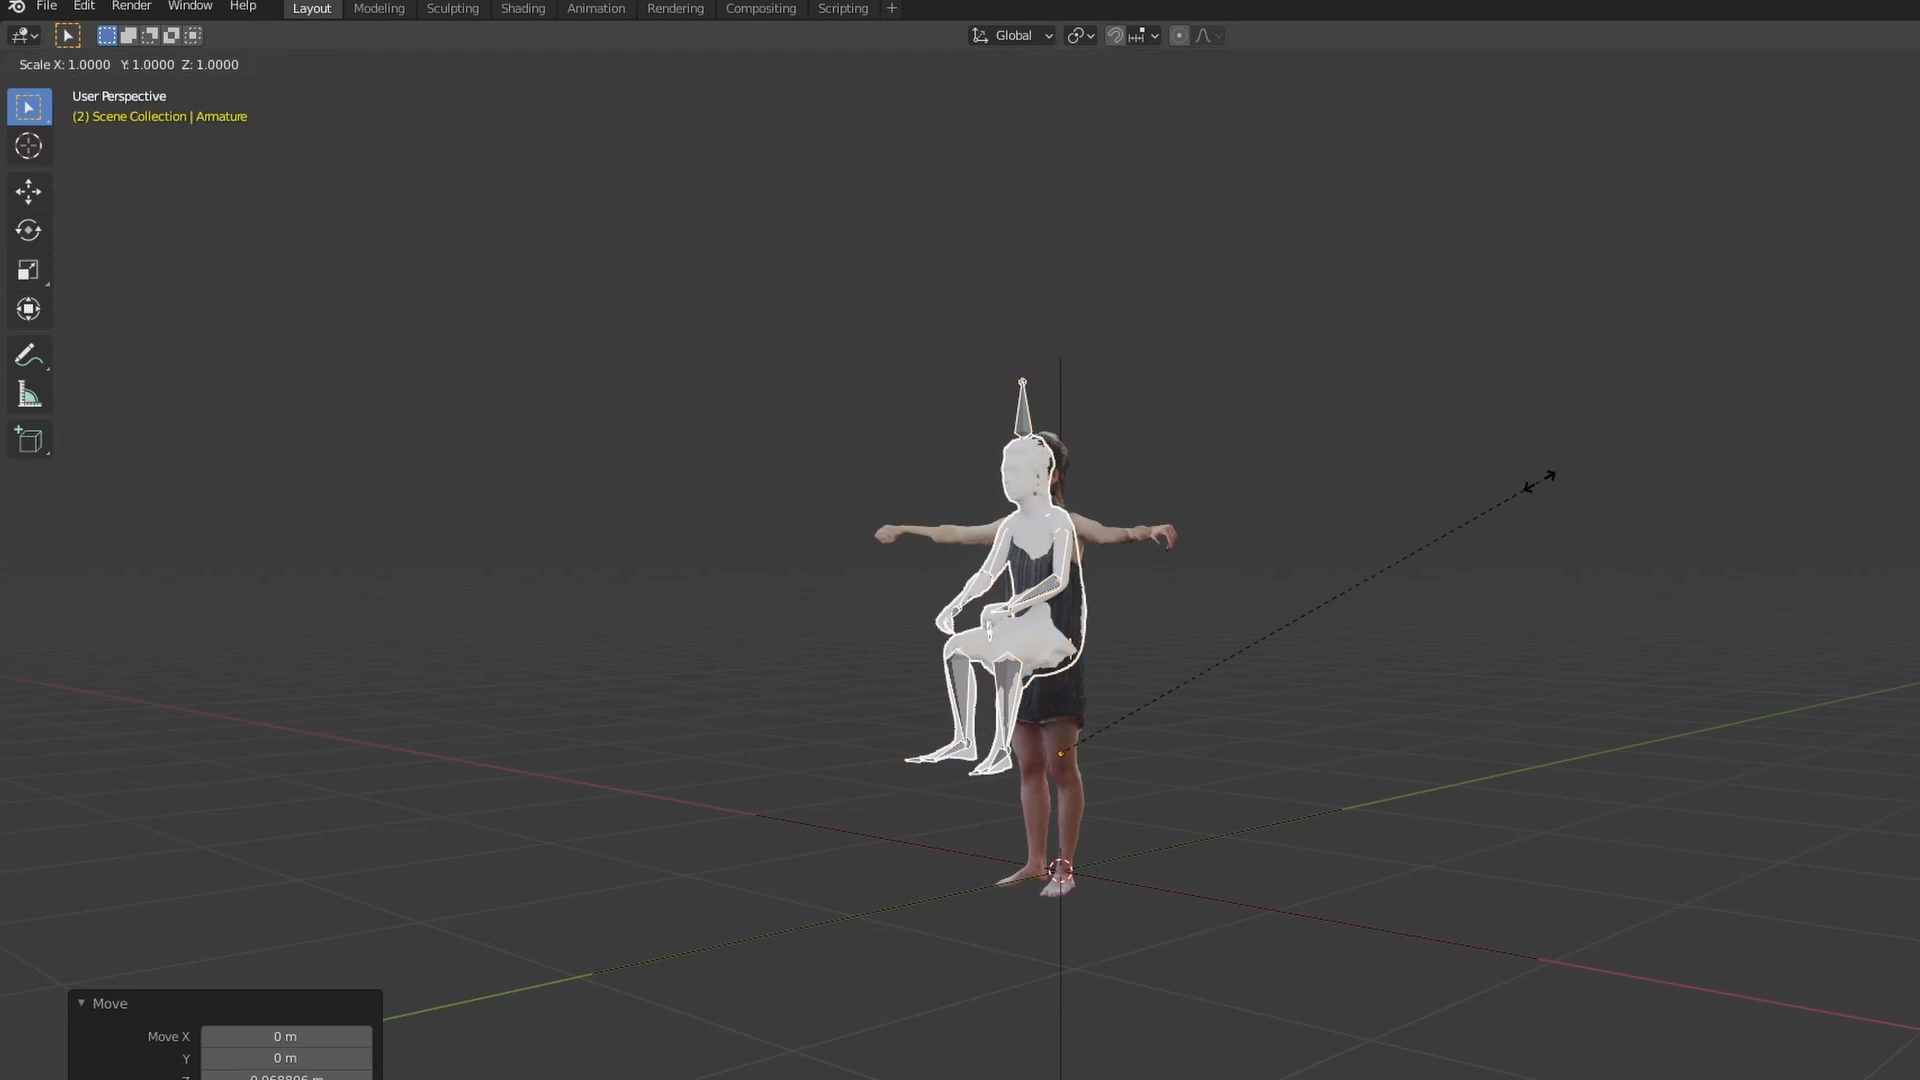 File Edit Render Window Help Layout Modeling Sculpting Shading Animation Rendering Compositing Scripting +
Global
Scale X: 1.0000 Y: 1.0000 Z: 1.0000
User Perspective
(2) Scene Collection | Armature
Move
Move X 0 m
Y 0 m